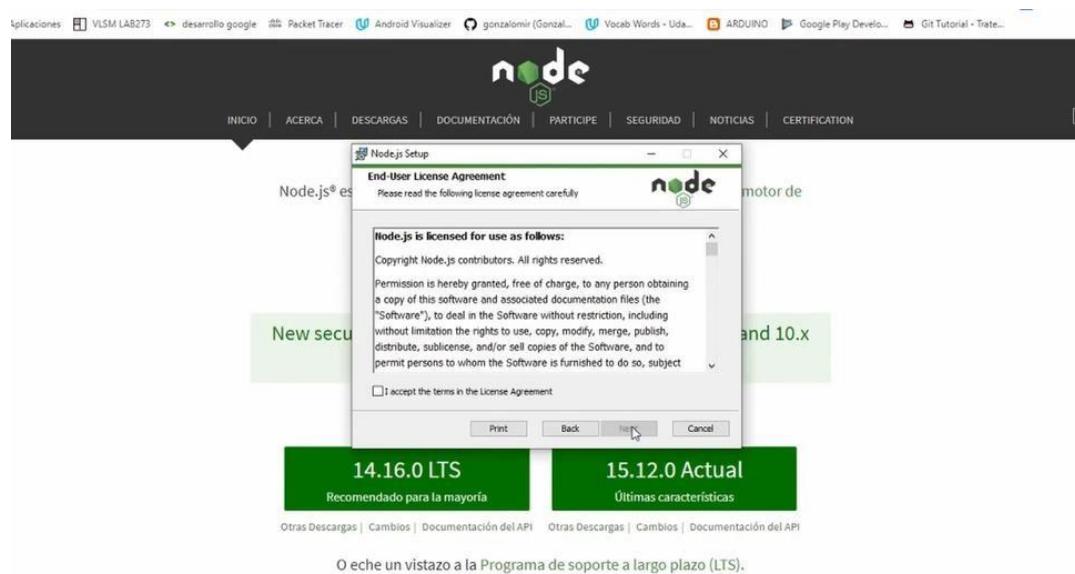 Aplicaciones VLSM LAB273 desarrollo google Packet Tracer Android Visualizer gonzalomir (Gonzal... Vocab Words - Uda... ARDUINO Google Play Develo... Git Tutorial - Trate...
node
JS
INICIO | ACERCA | DESCARGAS | DOCUMENTACIÓN | PARTICIPE | SEGURIDAD | NOTICIAS | CERTIFICATION
Node.js Setup
End-User License Agreement
Please read the following license agreement carefully
node
JS
Node.js® es
motor de
Node.js is licensed for use as follows:
Copyright Node.js contributors. All rights reserved.
Permission is hereby granted, free of charge, to any person obtaining
a copy of this software and associated documentation files (the
"Software"), to deal in the Software without restriction, including
without limitation the rights to use, copy, modify, merge, publish,
distribute, sublicense, and/or sell copies of the Software, and to
permit persons to whom the Software is furnished to do so, subject
New secu
and 10.x
I accept the terms in the License Agreement
Print Back Next Cancel
14.16.0 LTS
Recomendado para la mayoría
15.12.0 Actual
Últimas características
Otras Descargas | Cambios | Documentación del API
Otras Descargas | Cambios | Documentación del API
O eche un vistazo a la Programa de soporte a largo plazo (LTS).